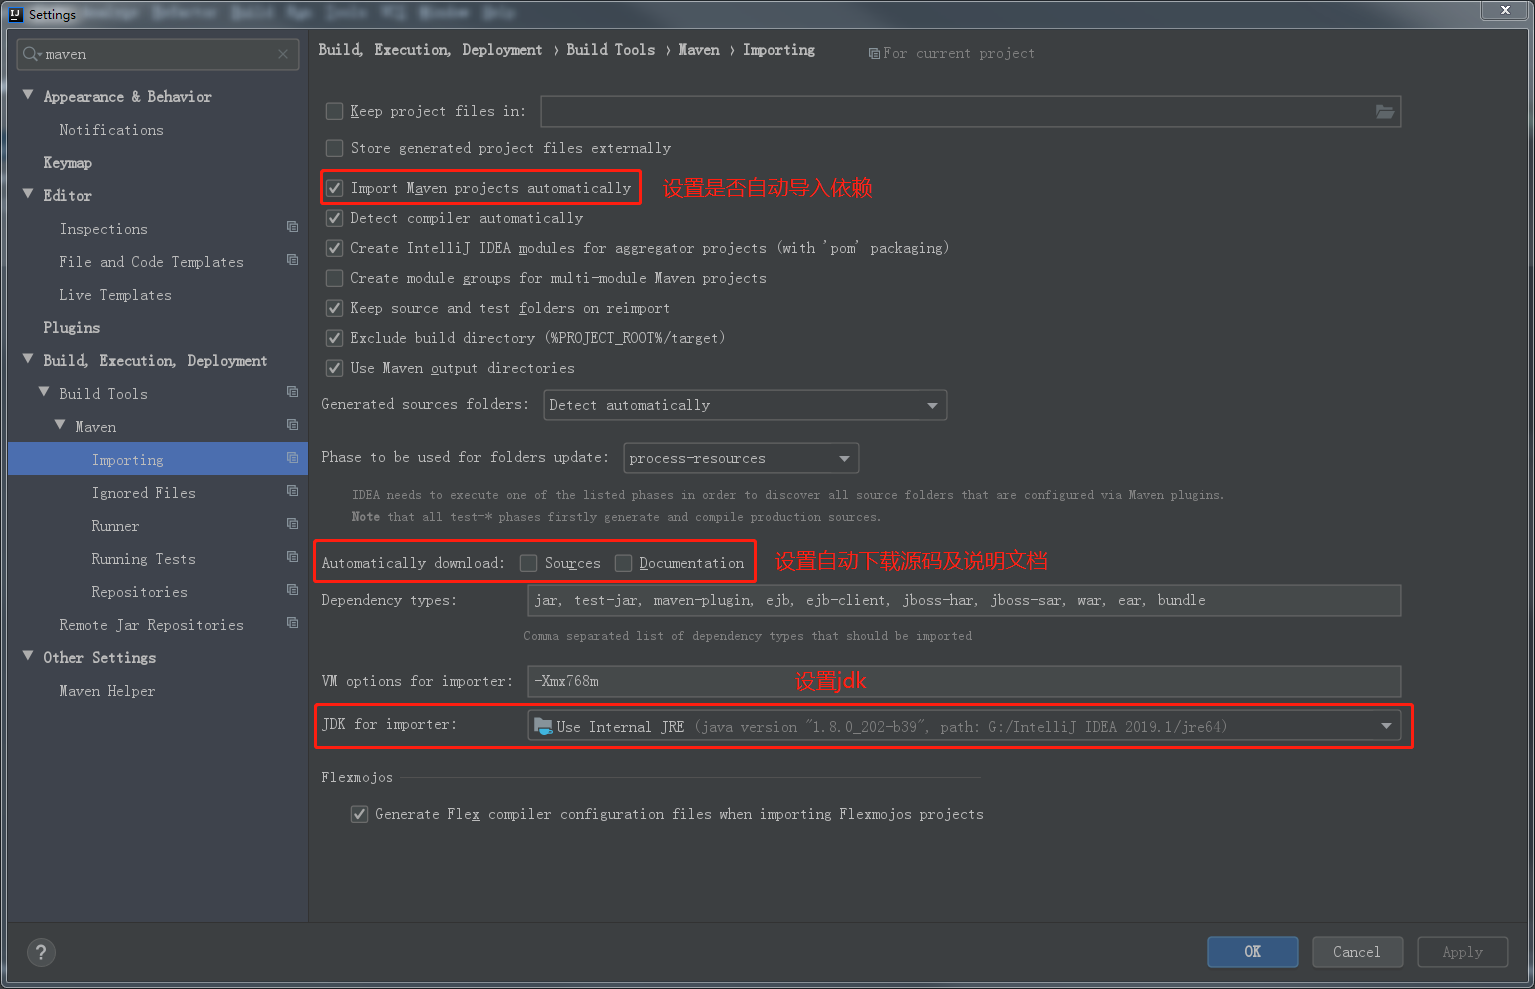 Settings
maven
Appearance & Behavior
Notifications
Keymap
Editor
Inspections
File and Code Templates
Live Templates
Plugins
Build, Execution, Deployment
Build Tools
Maven
Importing
Ignored Files
Runner
Running Tests
Repositories
Remote Jar Repositories
Other Settings
Maven Helper
Build, Execution, Deployment › Build Tools › Maven › Importing For current project
Keep project files in:
Store generated project files externally
Import Maven projects automatically 设置是否自动导入依赖
Detect compiler automatically
Create IntelliJ IDEA modules for aggregator projects (with 'pom' packaging)
Create module groups for multi-module Maven projects
Keep source and test folders on reimport
Exclude build directory (%PROJECT_ROOT%/target)
Use Maven output directories
Generated sources folders: Detect automatically
Phase to be used for folders update: process-resources
IDEA needs to execute one of the listed phases in order to discover all source folders that are configured via Maven plugins.
Note that all test-* phases firstly generate and compile production sources.
Automatically download: Sources Documentation 设置自动下载源码及说明文档
Dependency types: jar, test-jar, maven-plugin, ejb, ejb-client, jboss-har, jboss-sar, war, ear, bundle
Comma separated list of dependency types that should be imported
VM options for importer: -Xmx768m 设置jdk
JDK for importer: Use Internal JRE (java version "1.8.0_202-b39", path: G:/IntelliJ IDEA 2019.1/jre64)
Flexmojos
Generate Flex compiler configuration files when importing Flexmojos projects
? OK Cancel Apply